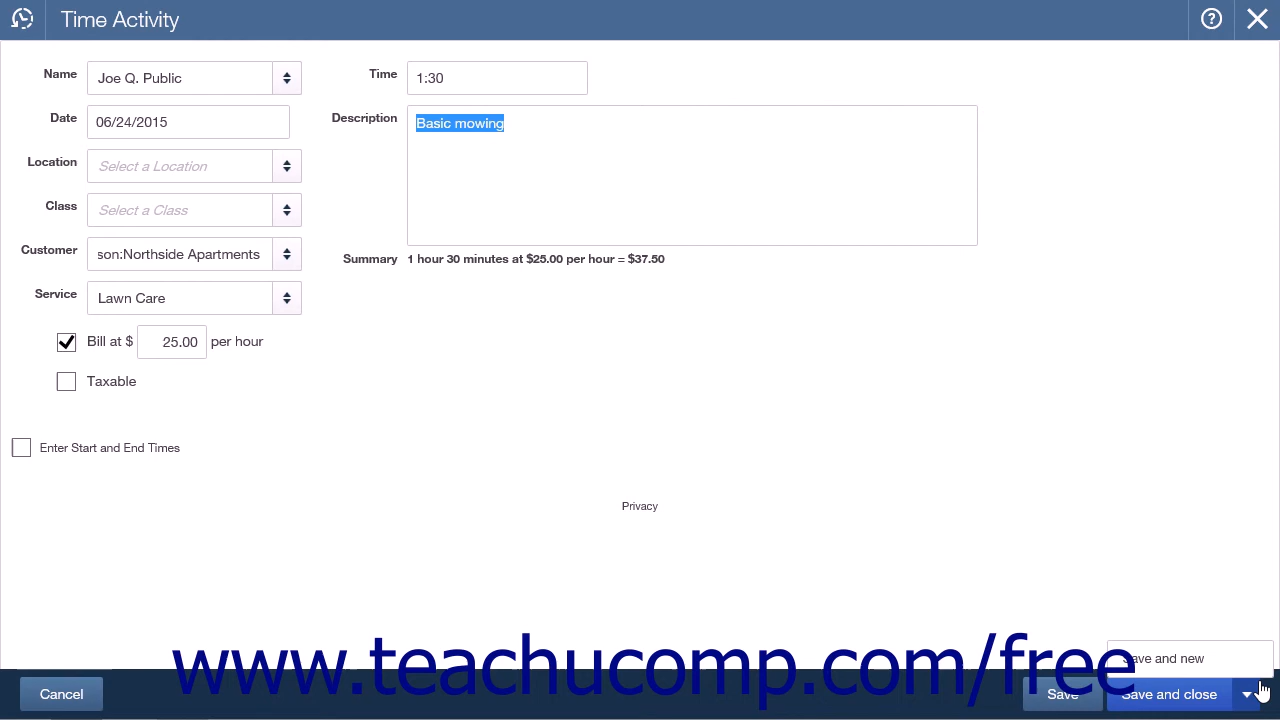 Time Activity
Name
Joe Q. Public
Time
1:30
Date
06/24/2015
Description
Basic mowing
Location
Select a Location
Class
Select a Class
Customer
son:Northside Apartments
Summary
1 hour 30 minutes at $25.00 per hour = $37.50
Service
Lawn Care
Bill at $ 25.00 per hour
Taxable
Enter Start and End Times
Privacy
www.teachucomp.com/free
Save and new
Cancel
Save
Save and close